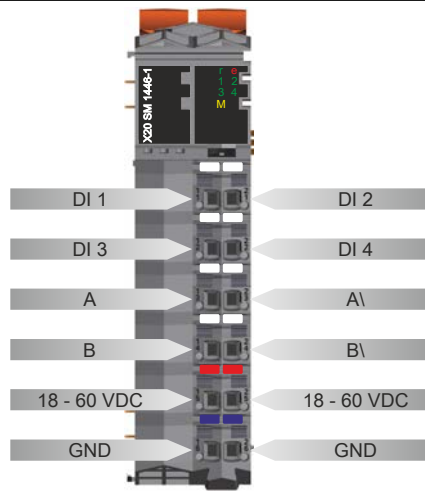 X20 SM 1446-1
r e
1 2
3 4
M
DI 1 DI 2
DI 3 DI 4
A A\
B B\
18 - 60 VDC 18 - 60 VDC
GND GND